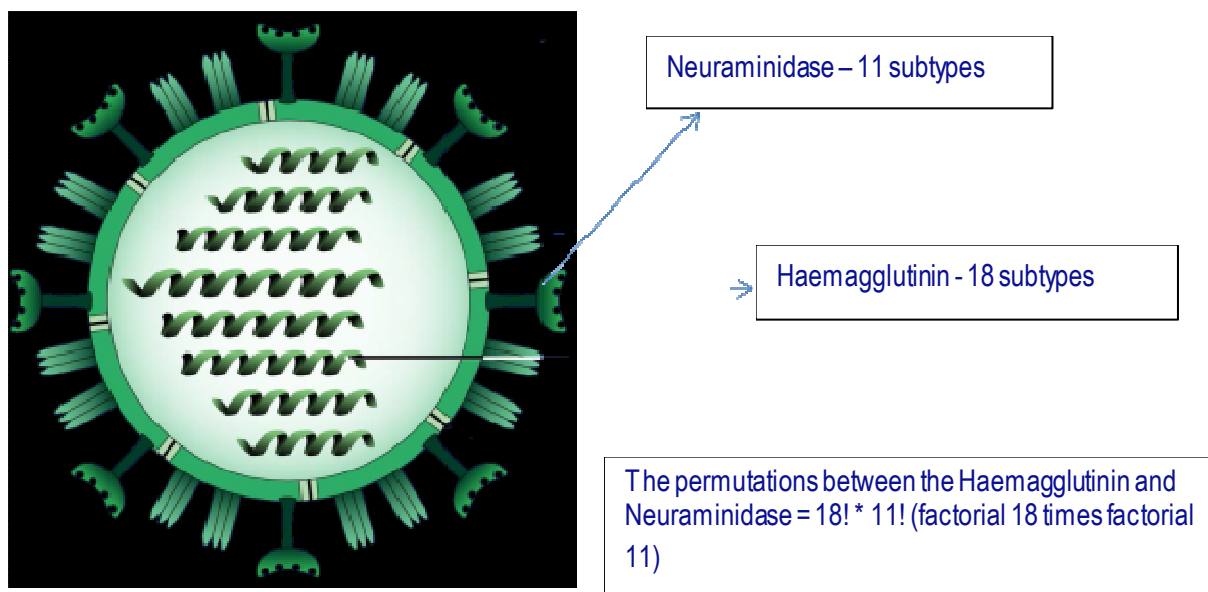 Neuraminidase – 11 subtypes
Haemagglutinin - 18 subtypes
The permutations between the Haemagglutinin and
Neuraminidase = 18! * 11! (factorial 18 times factorial
11)